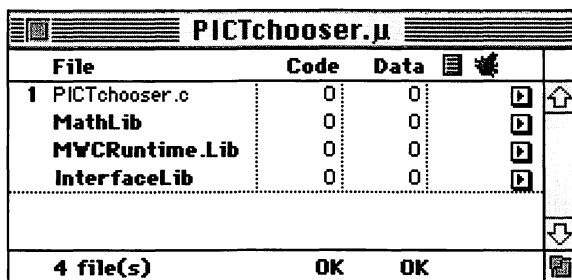 PICTchooser.µ
File Code Data
1 PICTchooser.c 0 0
MathLib 0 0
MWCRuntime.Lib 0 0
InterfaceLib 0 0
4 file(s) OK OK